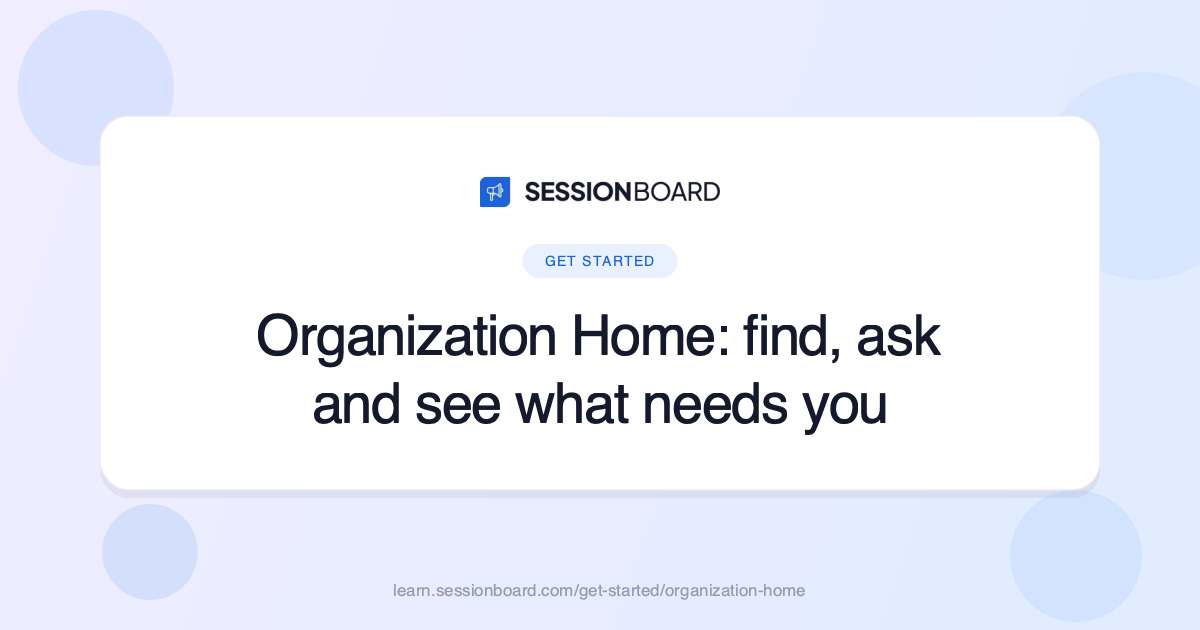 SESSIONBOARD
GET STARTED
Organization Home: find, ask
and see what needs you
learn.sessionboard.com/get-started/organization-home